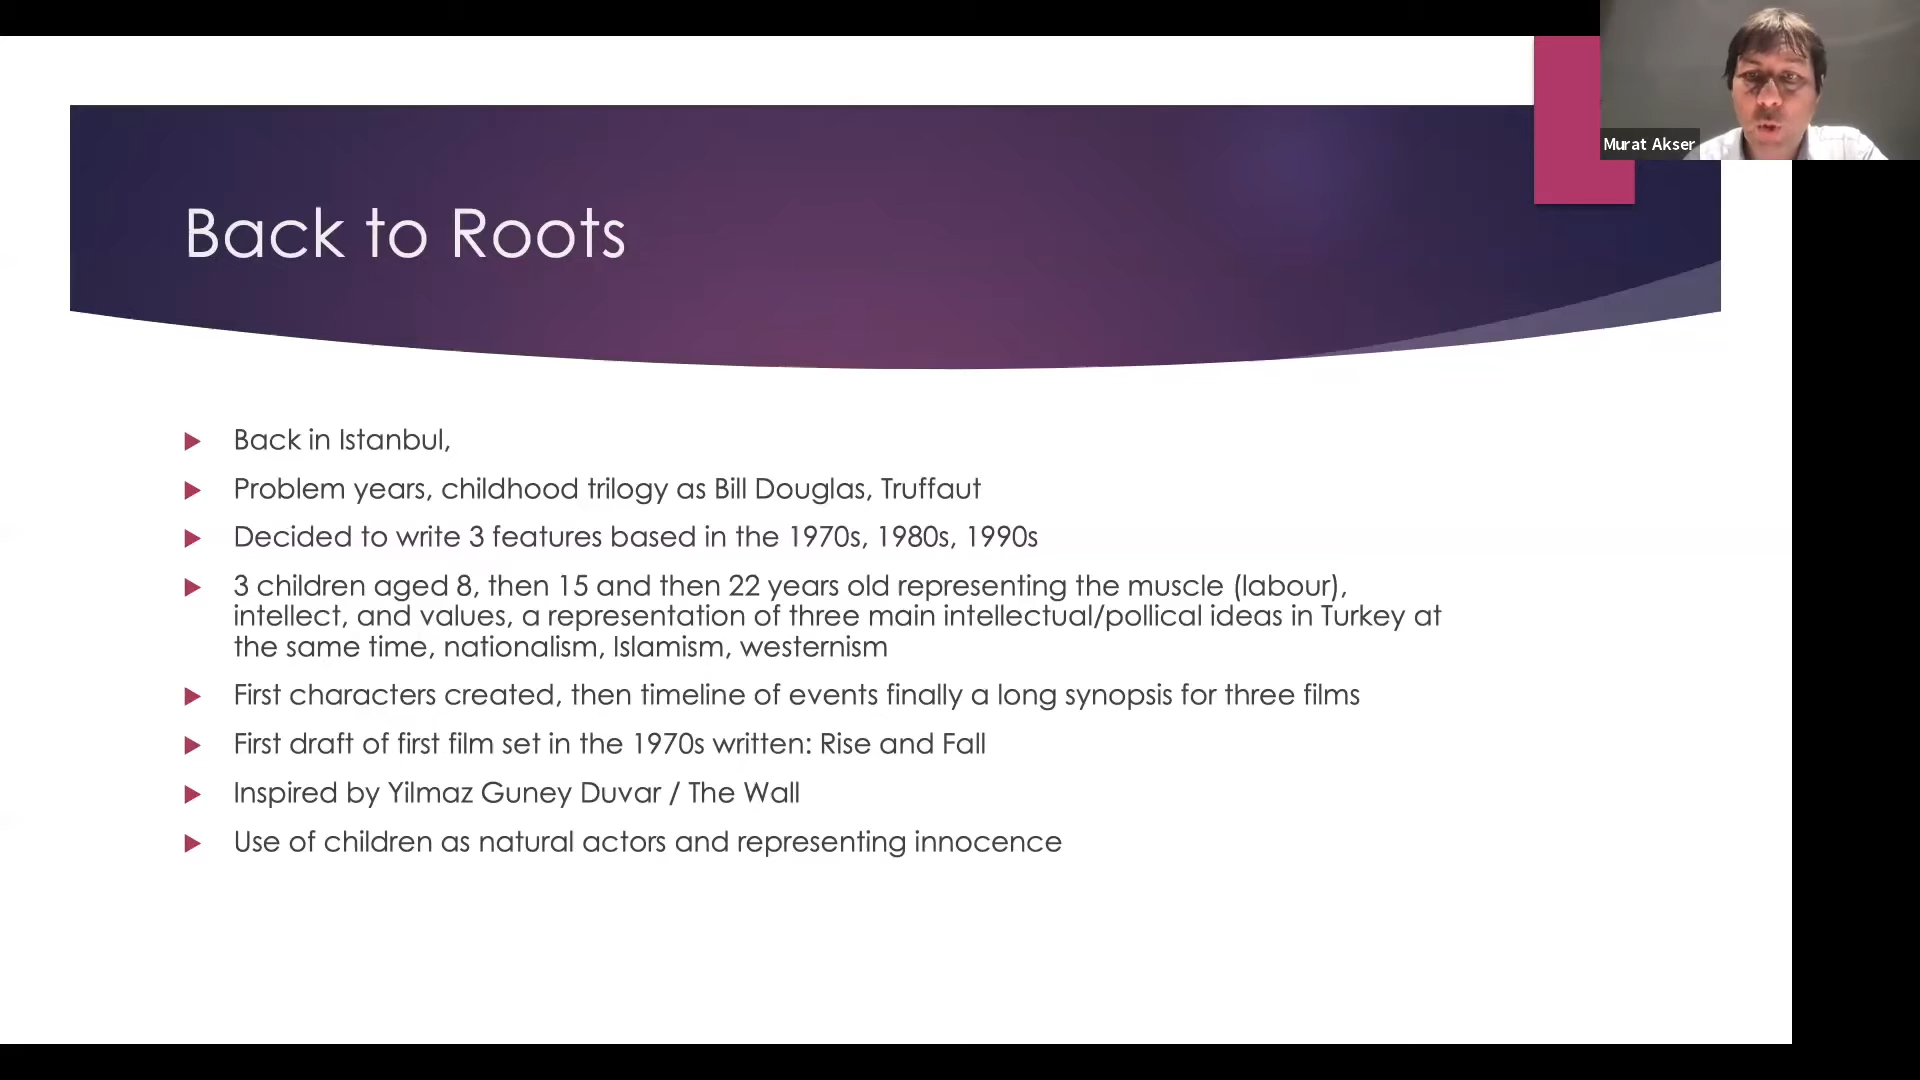 Murat Akser
Back to Roots
Back in Istanbul,
Problem years, childhood trilogy as Bill Douglas, Truffaut
Decided to write 3 features based in the 1970s, 1980s, 1990s
3 children aged 8, then 15 and then 22 years old representing the muscle (labour),
intellect, and values, a representation of three main intellectual/pollical ideas in Turkey at
the same time, nationalism, Islamism, westernism
First characters created, then timeline of events finally a long synopsis for three films
First draft of first film set in the 1970s written: Rise and Fall
Inspired by Yilmaz Guney Duvar / The Wall
Use of children as natural actors and representing innocence